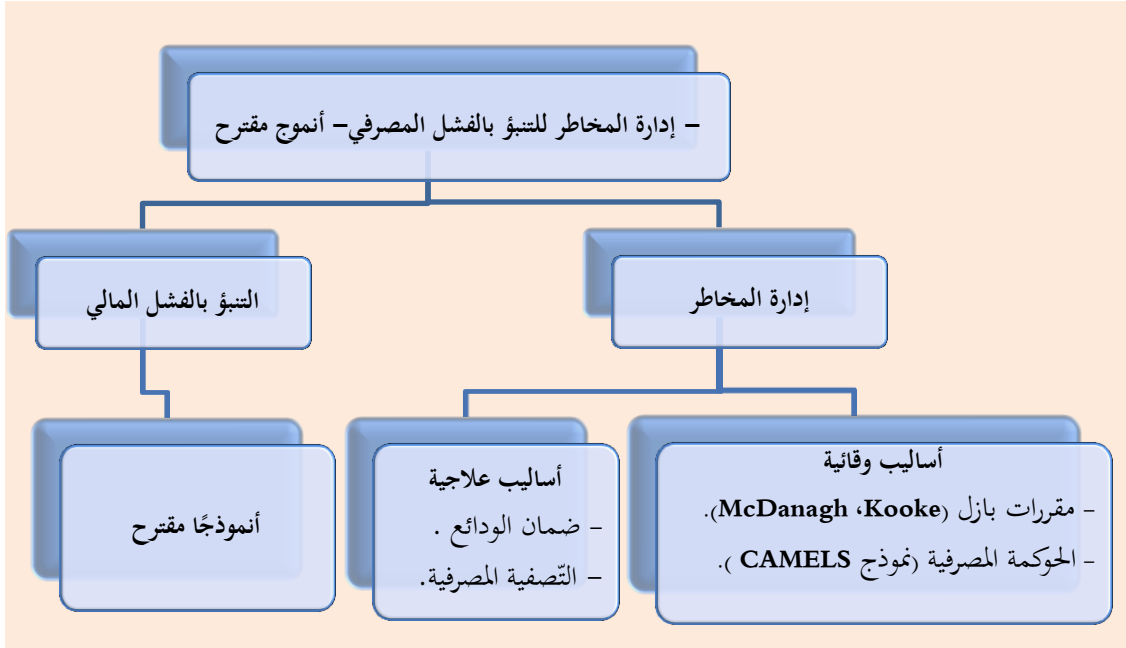 – إدارة المخاطر للتنبؤ بالفشل المصرفي– أنموج مقترح
إدارة المخاطر
التنبؤ بالفشل المالي
أساليب وقائية
- مقررات بازل (McDanagh ،Kooke).
- الحوكمة المصرفية (نموذج CAMELS ).
أساليب علاجية
- ضمان الودائع .
– التّصفية المصرفية.
أنموذجًا مقترح